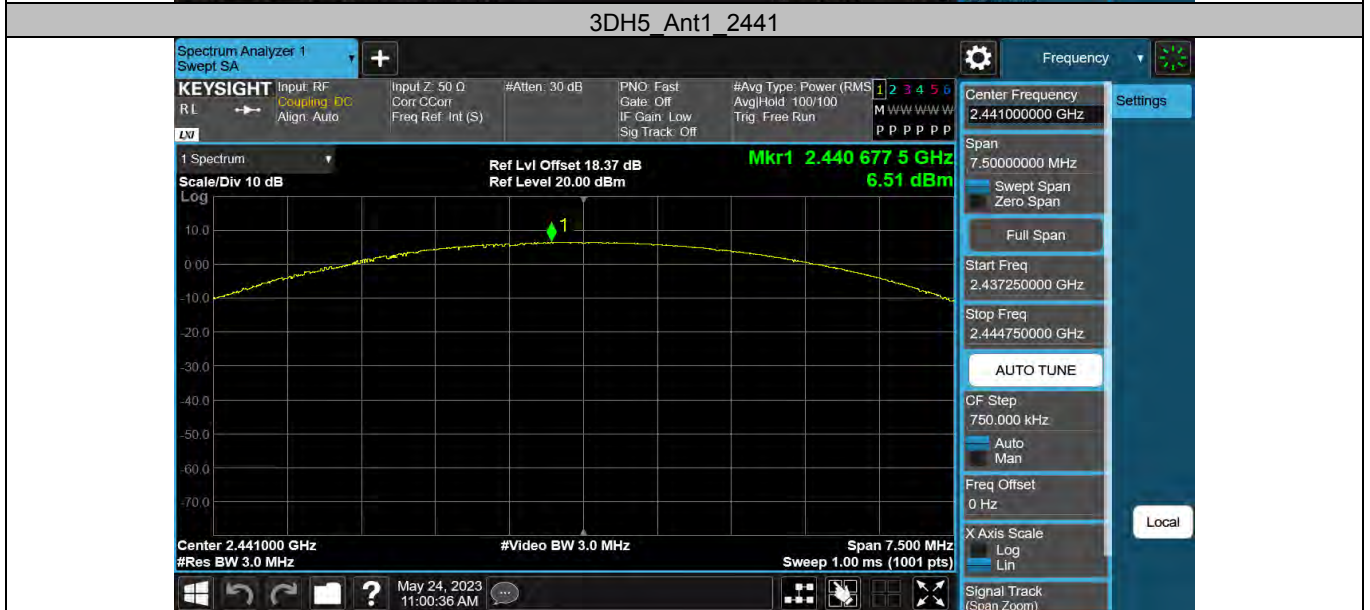 3DH5_Ant1_2441
Spectrum Analyzer 1
Swept SA
+
Frequency
KEYSIGHT
RL
LXI
Input: RF
Coupling: DC
Align: Auto
Input Z: 50 Ω
Corr CCorr
Freq Ref: Int (S)
#Atten: 30 dB
PNO: Fast
Gate: Off
IF Gain: Low
Sig Track: Off
#Avg Type: Power (RMS
Avg|Hold: 100/100
Trig: Free Run
1 2 3 4 5 6
M W W W W W
P P P P P P
Center Frequency
2.441000000 GHz
Settings
1 Spectrum
Scale/Div 10 dB
Log
Ref Lvl Offset 18.37 dB
Ref Level 20.00 dBm
Mkr1 2.440 677 5 GHz
6.51 dBm
Span
7.50000000 MHz
Swept Span
Zero Span
Full Span
Start Freq
2.437250000 GHz
Stop Freq
2.444750000 GHz
AUTO TUNE
CF Step
750.000 kHz
Auto
Man
Freq Offset
0 Hz
X Axis Scale
Log
Lin
Signal Track
(Span Zoom)
Local
1
10.0
0.00
-10.0
-20.0
-30.0
-40.0
-50.0
-60.0
-70.0
Center 2.441000 GHz
#Res BW 3.0 MHz
#Video BW 3.0 MHz
Span 7.500 MHz
Sweep 1.00 ms (1001 pts)
?
May 24, 2023
11:00:36 AM